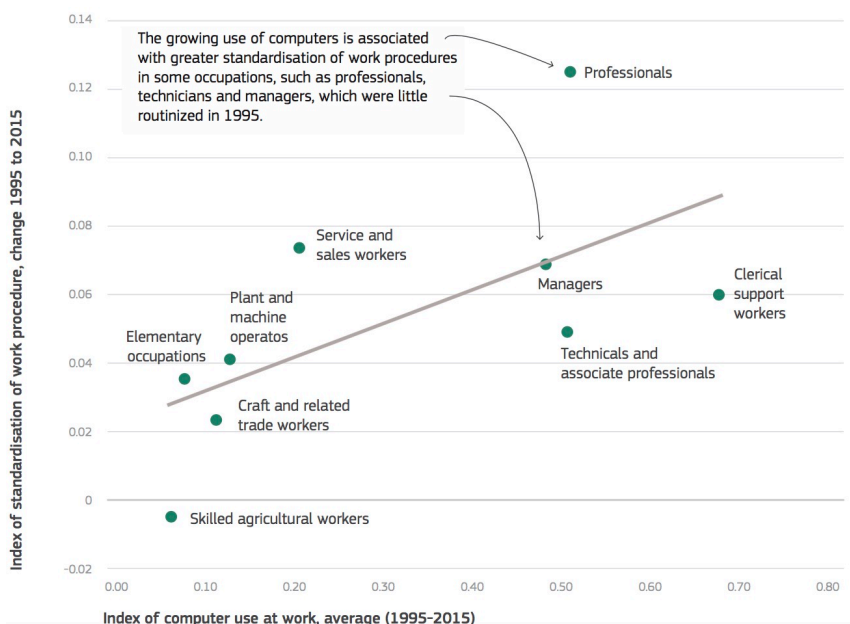 0.14
The growing use of computers is associated
with greater standardisation of work procedures
in some occupations, such as professionals,
technicians and managers, which were little
routinized in 1995.
Professionals
0.12
0.10
0.08
Service and
sales workers
Managers
Clerical
support
workers
0.06
Plant and
machine
operatos
Elementary
occupations
Technicals and
associate professionals
0.04
Craft and related
trade workers
0.02
0
Skilled agricultural workers
-0.02
0.00 0.10 0.20 0.30 0.40 0.50 0.60 0.70 0.80
Index of standardisation of work procedure, change 1995 to 2015
Index of computer use at work, average (1995-2015)